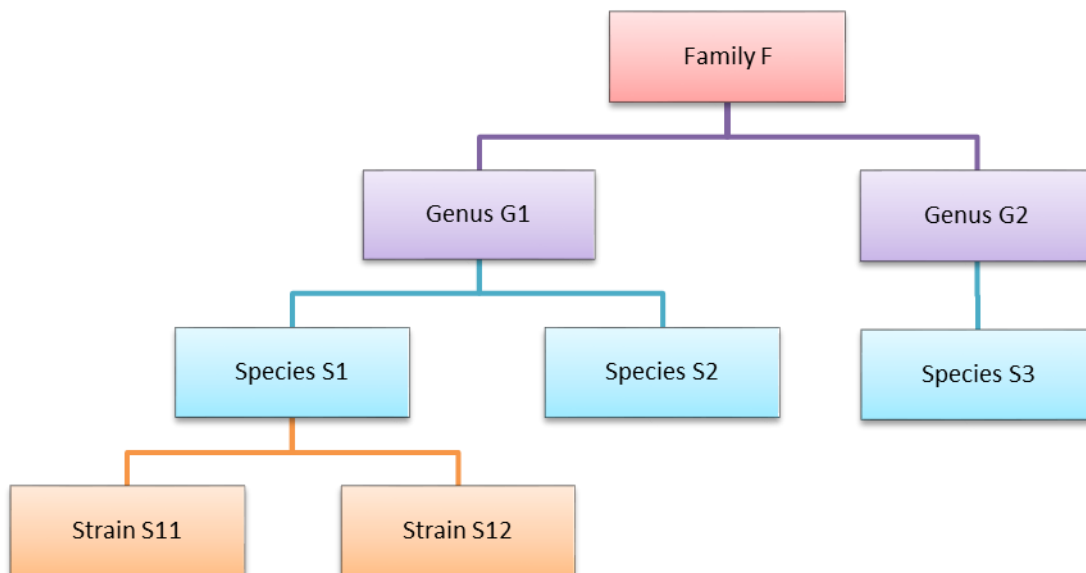 Family F
Genus G1
Genus G2
Species S1
Species S2
Species S3
Strain S11
Strain S12